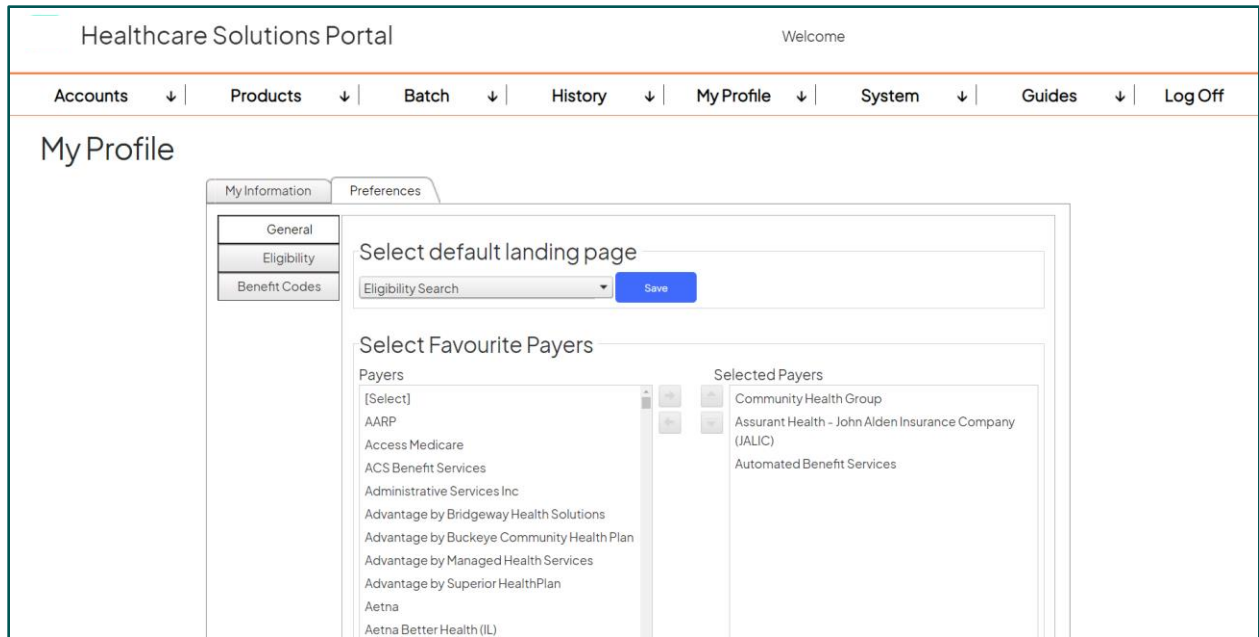 Healthcare Solutions Portal
Welcome
Accounts
Products
Batch
History
My Profile
System
Guides
Log Off
My Profile
My Information
Preferences
General
Eligibility
Benefit Codes
Select default landing page
Eligibility Search
Save
Select Favourite Payers
Payers
[Select]
AARP
Access Medicare
ACS Benefit Services
Administrative Services Inc
Advantage by Bridgeway Health Solutions
Advantage by Buckeye Community Health Plan
Advantage by Managed Health Services
Advantage by Superior HealthPlan
Aetna
Aetna Better Health (IL)
Selected Payers
Community Health Group
Assurant Health - John Alden Insurance Company
(JALIC)
Automated Benefit Services